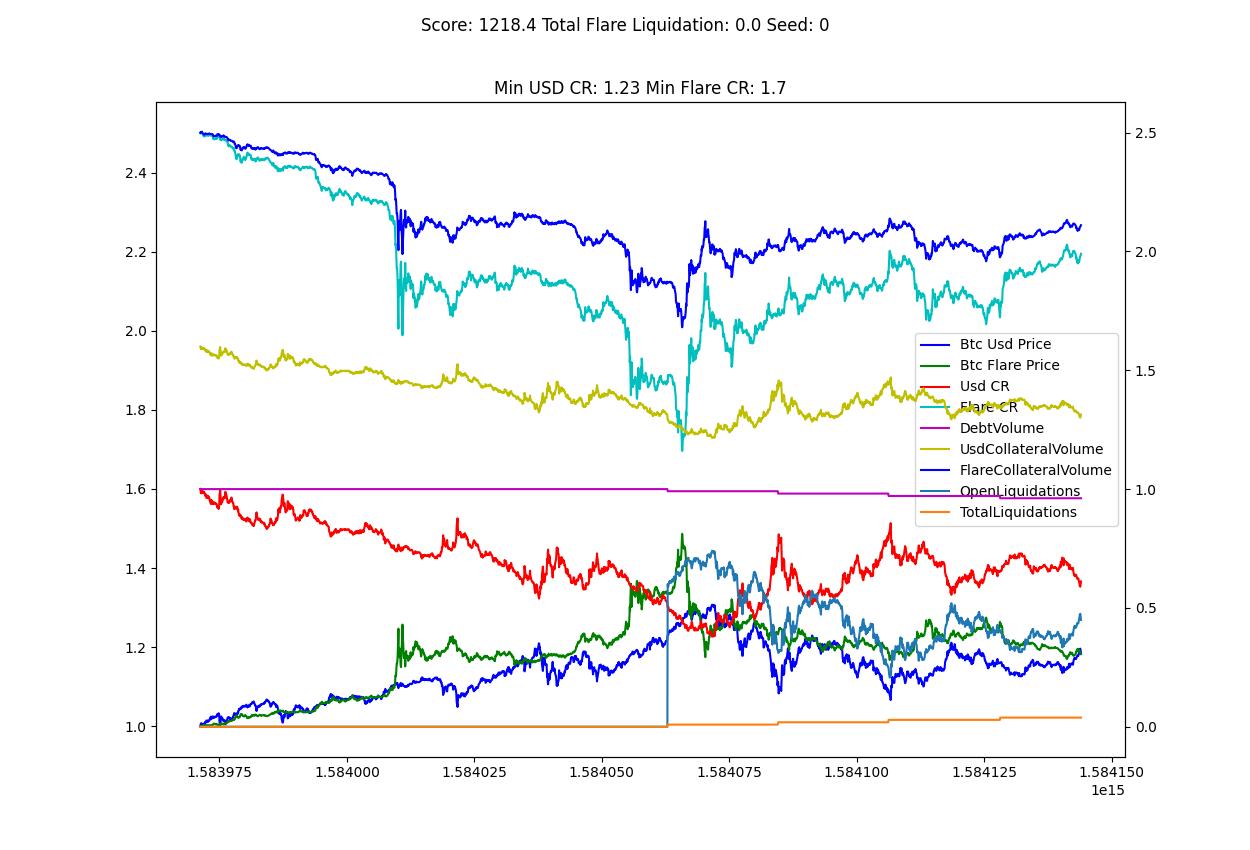 Score: 1218.4 Total Flare Liquidation: 0.0 Seed: 0
Min USD CR: 1.23 Min Flare CR: 1.7
2.4
2.2
2.0
1.8
1.6
1.4
1.2
1.0
2.5
2.0
1.5
1.0
0.5
0.0
Btc Usd Price
Btc Flare Price
Usd CR
Flare CR
DebtVolume
UsdCollateralVolume
FlareCollateralVolume
OpenLiquidations
TotalLiquidations
1.583975 1.584000 1.584025 1.584050 1.584075 1.584100 1.584125 1.584150
1e15